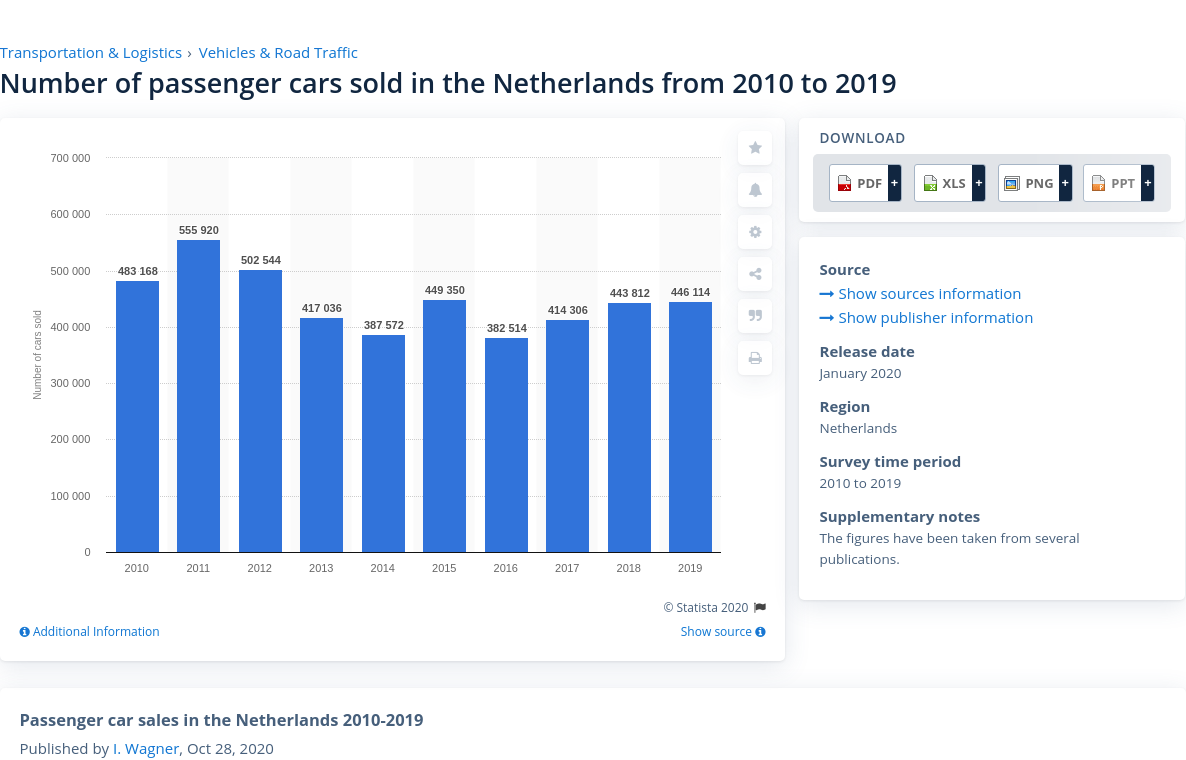 Transportation & Logistics › Vehicles & Road Traffic
Number of passenger cars sold in the Netherlands from 2010 to 2019
700 000
600 000
500 000
400 000
300 000
200 000
100 000
0
Number of cars sold
483 168
555 920
502 544
417 036
387 572
449 350
382 514
414 306
443 812
446 114
2010
2011
2012
2013
2014
2015
2016
2017
2018
2019
© Statista 2020
Additional Information
Show source
DOWNLOAD
PDF +
XLS +
PNG +
PPT +
Source
Show sources information
Show publisher information
Release date
January 2020
Region
Netherlands
Survey time period
2010 to 2019
Supplementary notes
The figures have been taken from several
publications.
Passenger car sales in the Netherlands 2010-2019
Published by I. Wagner, Oct 28, 2020